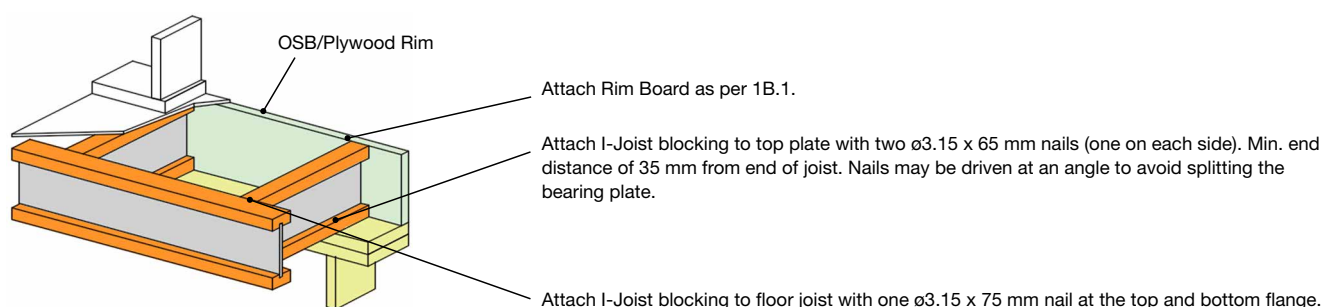 OSB/Plywood Rim
Attach Rim Board as per 1B.1.
Attach I-Joist blocking to top plate with two ø3.15 x 65 mm nails (one on each side). Min. end
distance of 35 mm from end of joist. Nails may be driven at an angle to avoid splitting the
bearing plate.
Attach I-Joist blocking to floor joist with one ø3.15 x 75 mm nail at the top and bottom flange.